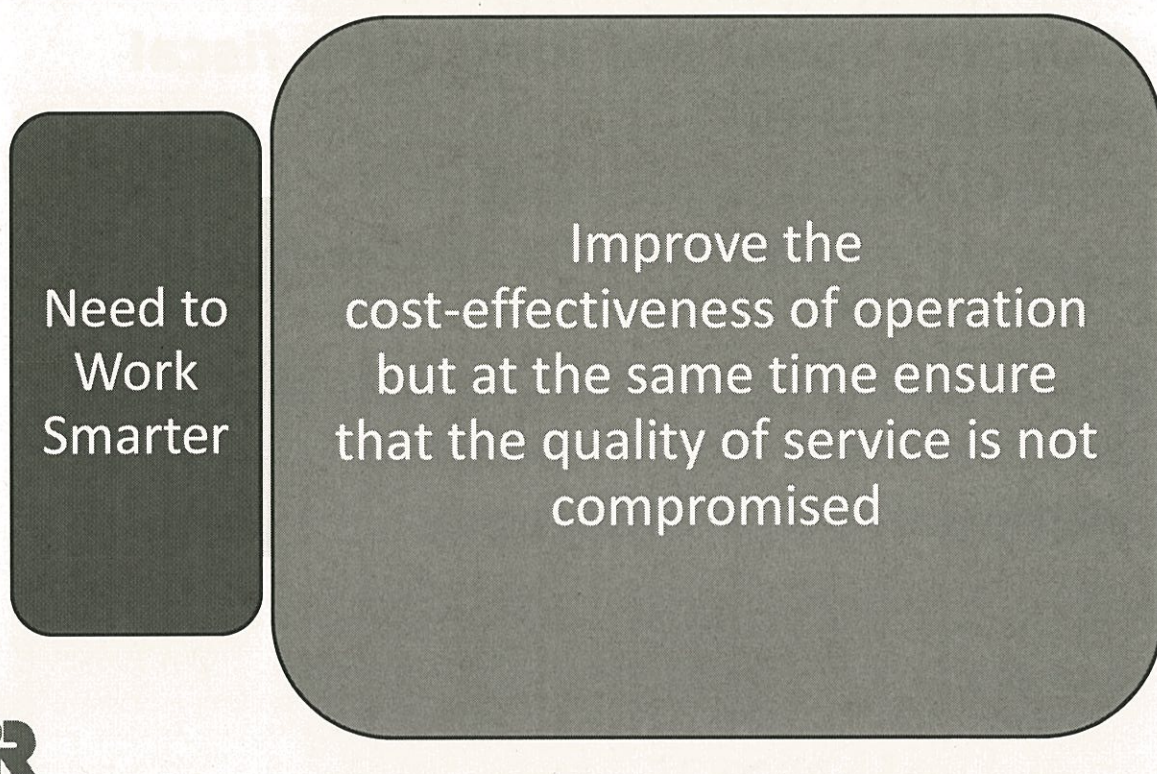 Need to
Work
Smarter
Improve the
cost-effectiveness of operation
but at the same time ensure
that the quality of service is not
compromised